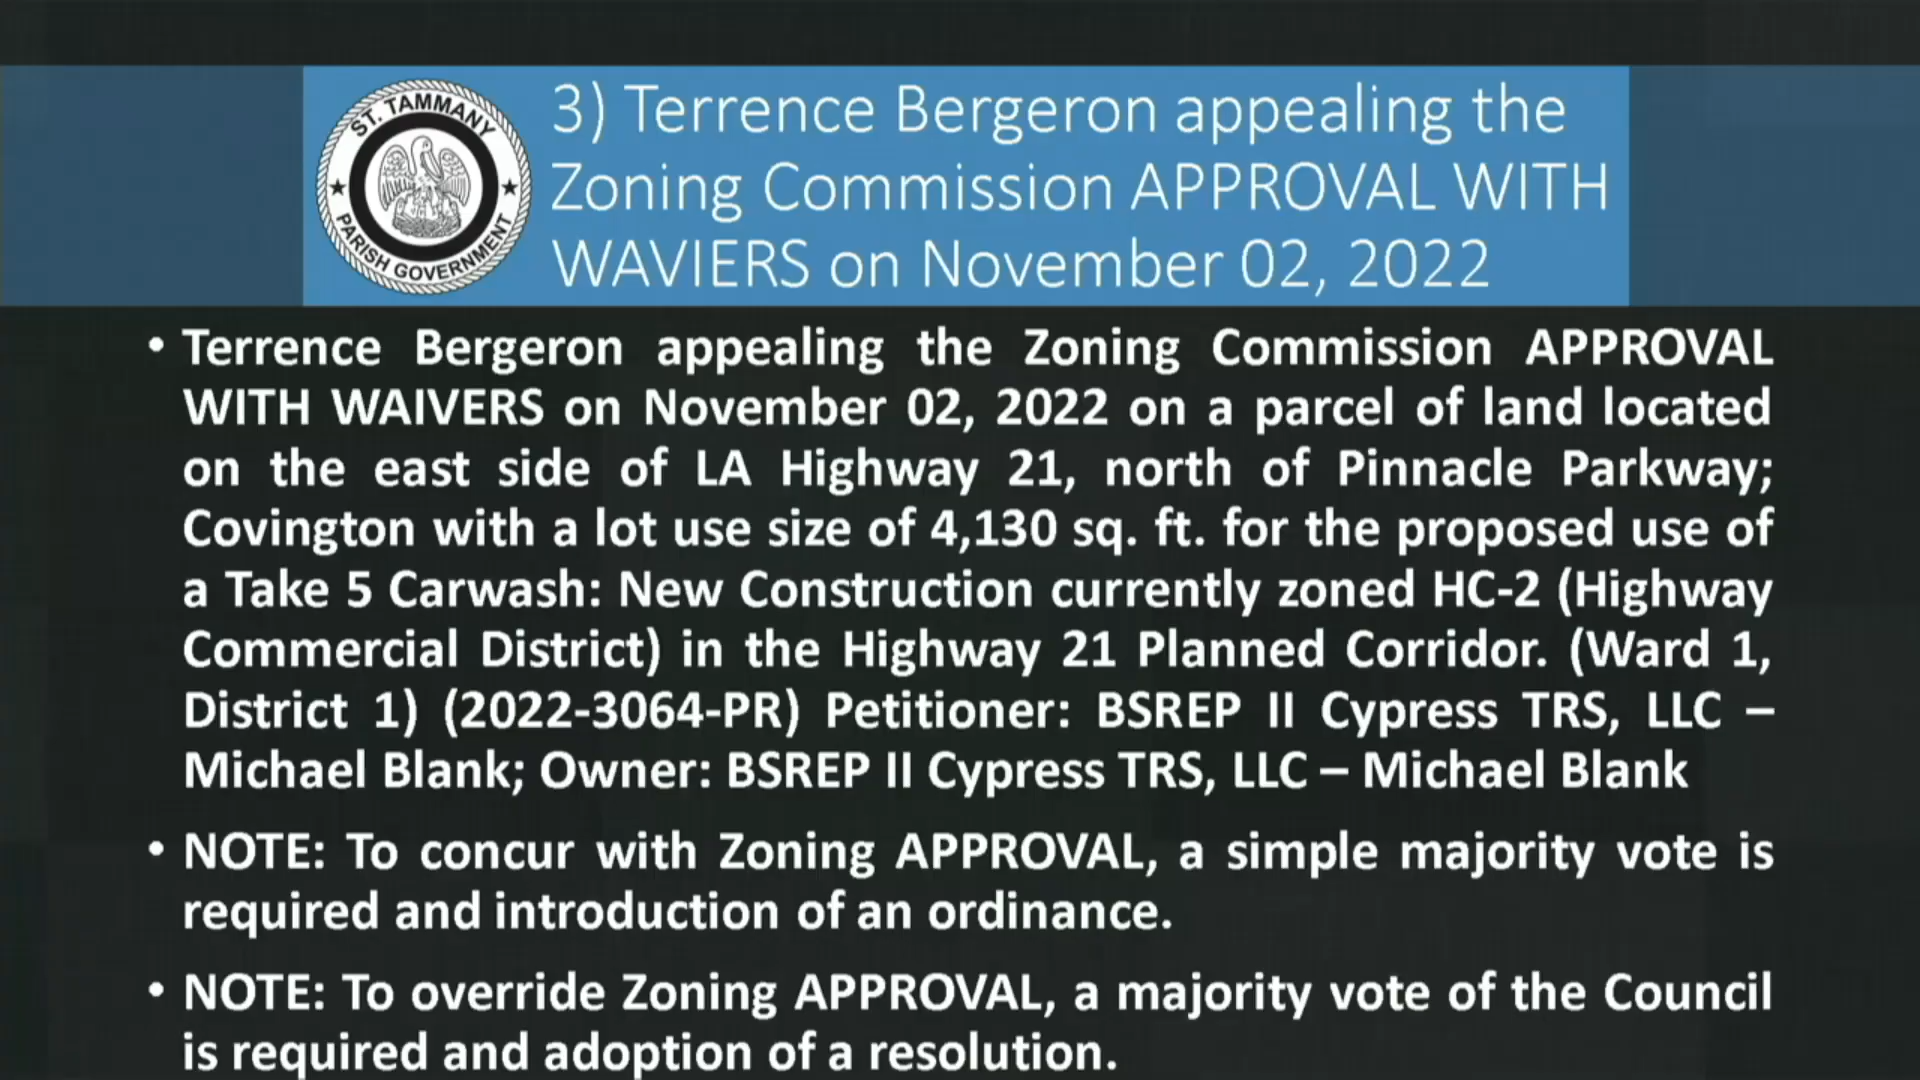 ST. TAMMANY
PARISH GOVERNMENT
3) Terrence Bergeron appealing the
Zoning Commission APPROVAL WITH
WAVIERS on November 02, 2022
• Terrence Bergeron appealing the Zoning Commission APPROVAL
WITH WAIVERS on November 02, 2022 on a parcel of land located
on the east side of LA Highway 21, north of Pinnacle Parkway;
Covington with a lot use size of 4,130 sq. ft. for the proposed use of
a Take 5 Carwash: New Construction currently zoned HC-2 (Highway
Commercial District) in the Highway 21 Planned Corridor. (Ward 1,
District 1) (2022-3064-PR) Petitioner: BSREP II Cypress TRS, LLC –
Michael Blank; Owner: BSREP II Cypress TRS, LLC – Michael Blank
• NOTE: To concur with Zoning APPROVAL, a simple majority vote is
required and introduction of an ordinance.
• NOTE: To override Zoning APPROVAL, a majority vote of the Council
is required and adoption of a resolution.